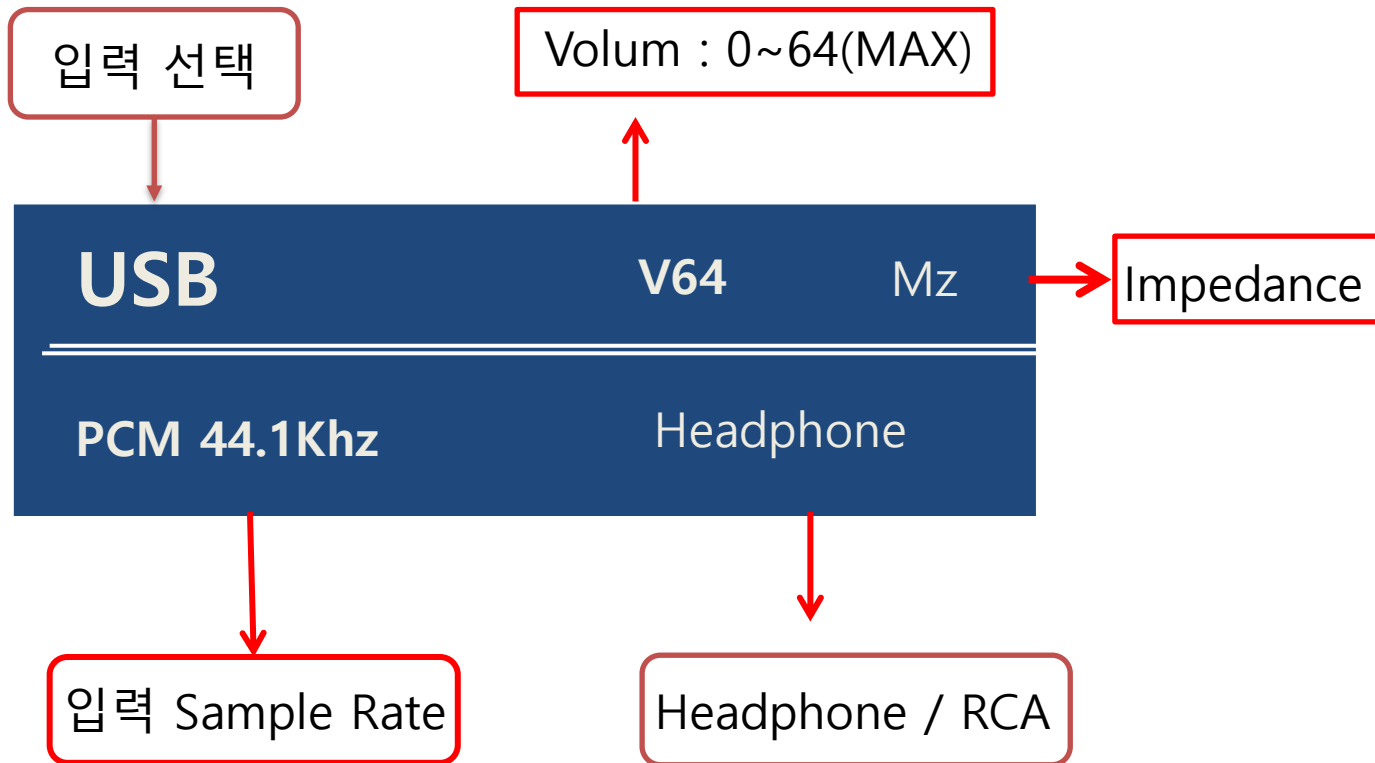 입력 선택
Volum : 0~64(MAX)
USB
V64
Mz
Impedance
PCM 44.1Khz
Headphone
입력 Sample Rate
Headphone / RCA